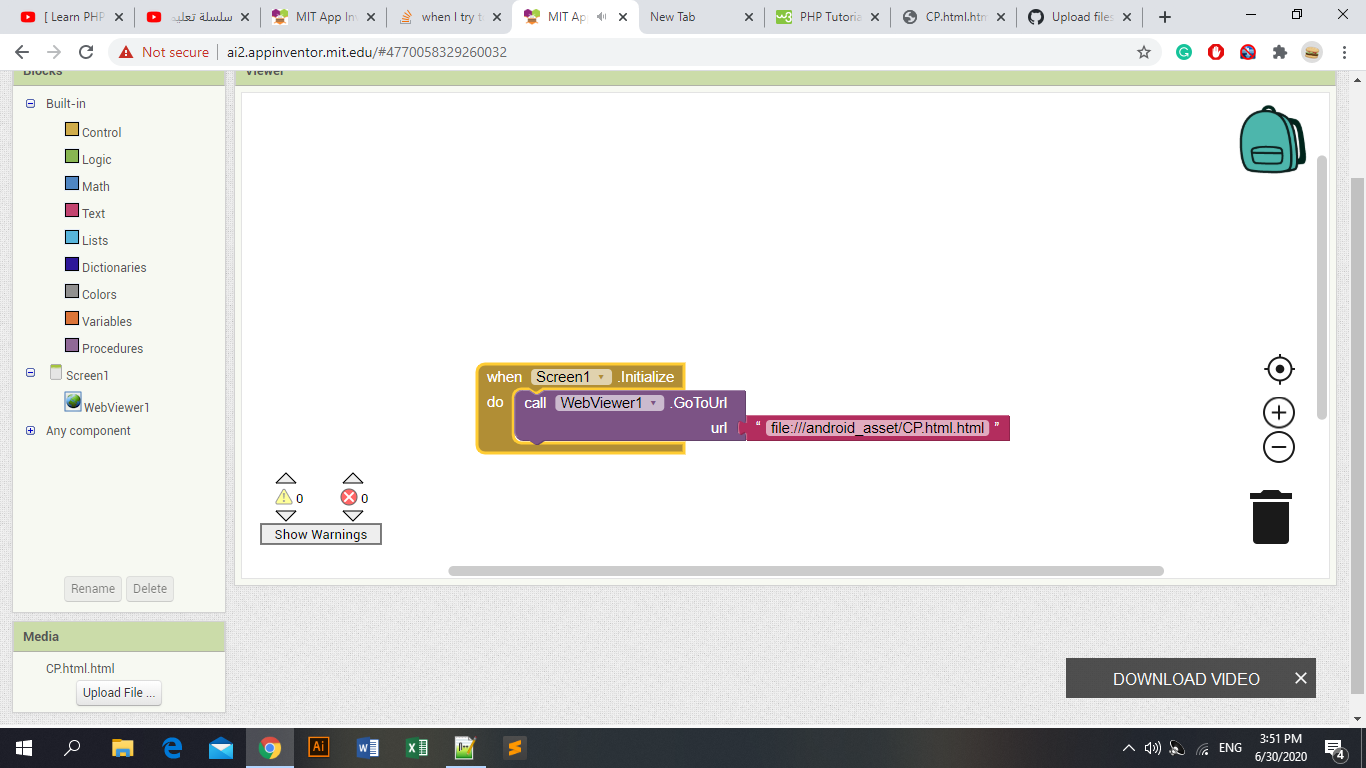 [ Learn PHP
سلسلة تعليم
MIT App Inv
when I try t
MIT Ap
New Tab
PHP Tutoria
CP.html.htm
Upload files
Not secure
ai2.appinventor.mit.edu/#4770058329260032
Blocks
Viewer
Built-in
Control
Logic
Math
Text
Lists
Dictionaries
Colors
Variables
Procedures
Screen1
WebViewer1
Any component
Rename Delete
Media
CP.html.html
Upload File ...
when Screen1 .Initialize
do call WebViewer1 .GoToUrl
url “ file:///android_asset/CP.html.html ”
0 0
Show Warnings
DOWNLOAD VIDEO
ENG
3:51 PM
6/30/2020
4